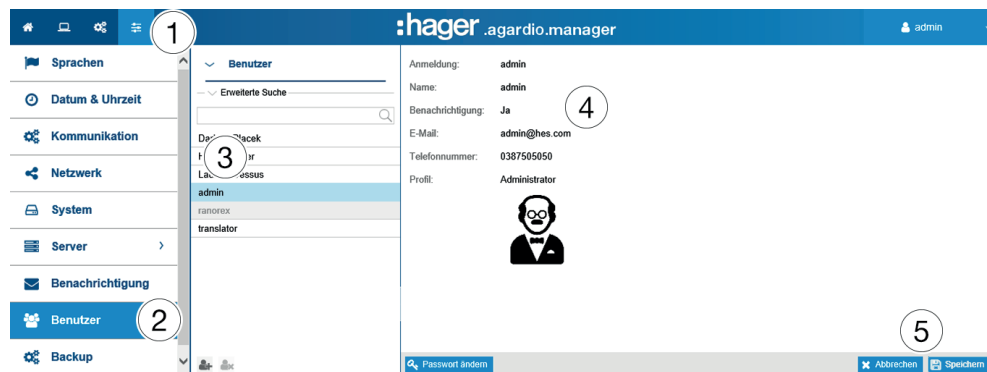 1
:hager .agardio.manager
admin
Sprachen
Datum & Uhrzeit
Kommunikation
Netzwerk
System
Server
Benachrichtigung
Benutzer
2
Backup
Benutzer
Erweiterte Suche
3
admin
ranorex
translator
Anmeldung: admin
Name: admin
Benachrichtigung: Ja
4
E-Mail: admin@hes.com
Telefonnummer: 0387505050
Profil: Administrator
5
Passwort ändern
Abbrechen
Speichern